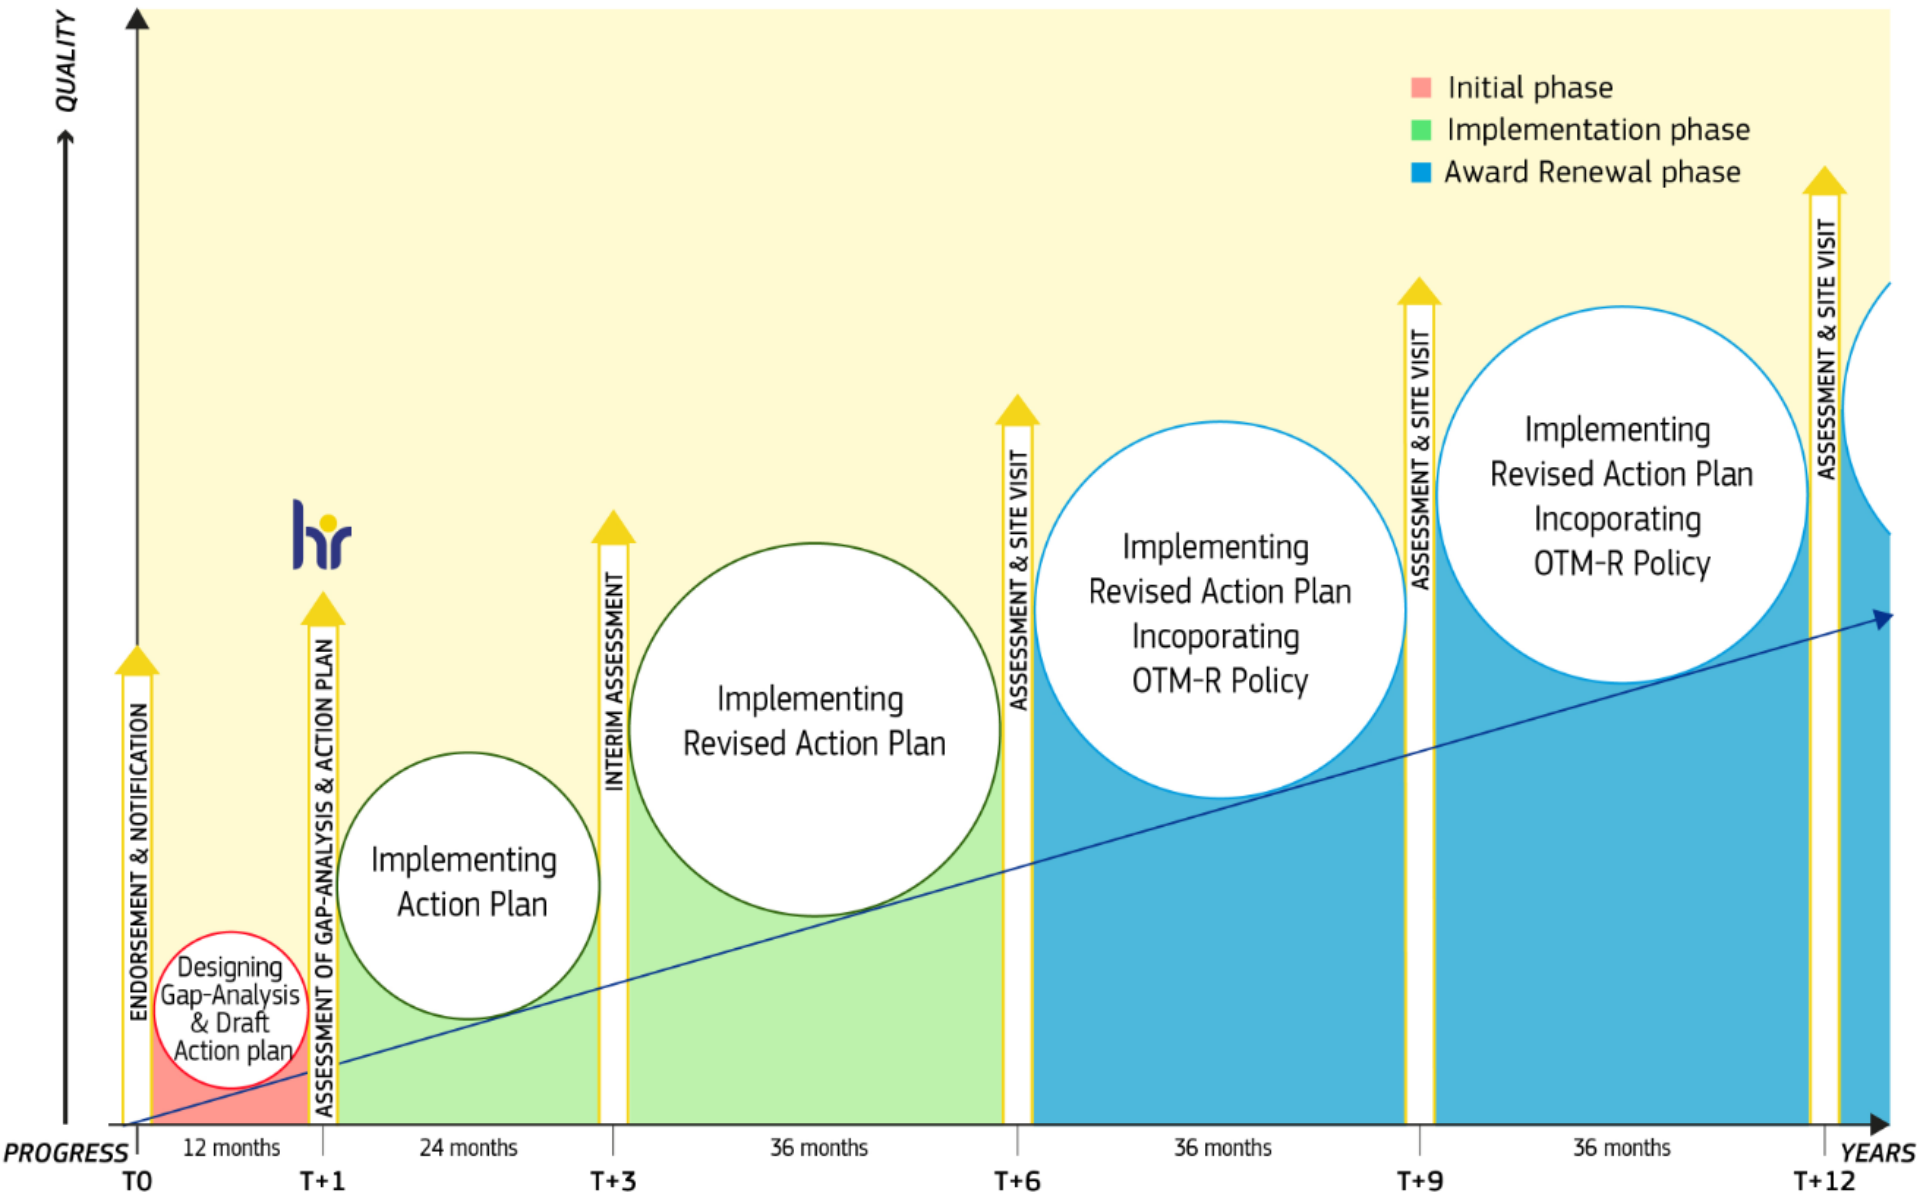 QUALITY
Initial phase
Implementation phase
Award Renewal phase
hr
ENDORSEMENT & NOTIFICATION
Designing
Gap-Analysis
& Draft
Action plan
ASSESSMENT OF GAP-ANALYSIS & ACTION PLAN
Implementing
Action Plan
INTERIM ASSESSMENT
Implementing
Revised Action Plan
ASSESSMENT & SITE VISIT
Implementing
Revised Action Plan
Incoporating
OTM-R Policy
ASSESSMENT & SITE VISIT
Implementing
Revised Action Plan
Incoporating
OTM-R Policy
ASSESSMENT & SITE VISIT
PROGRESS
12 months
24 months
36 months
36 months
36 months
YEARS
T0
T+1
T+3
T+6
T+9
T+12